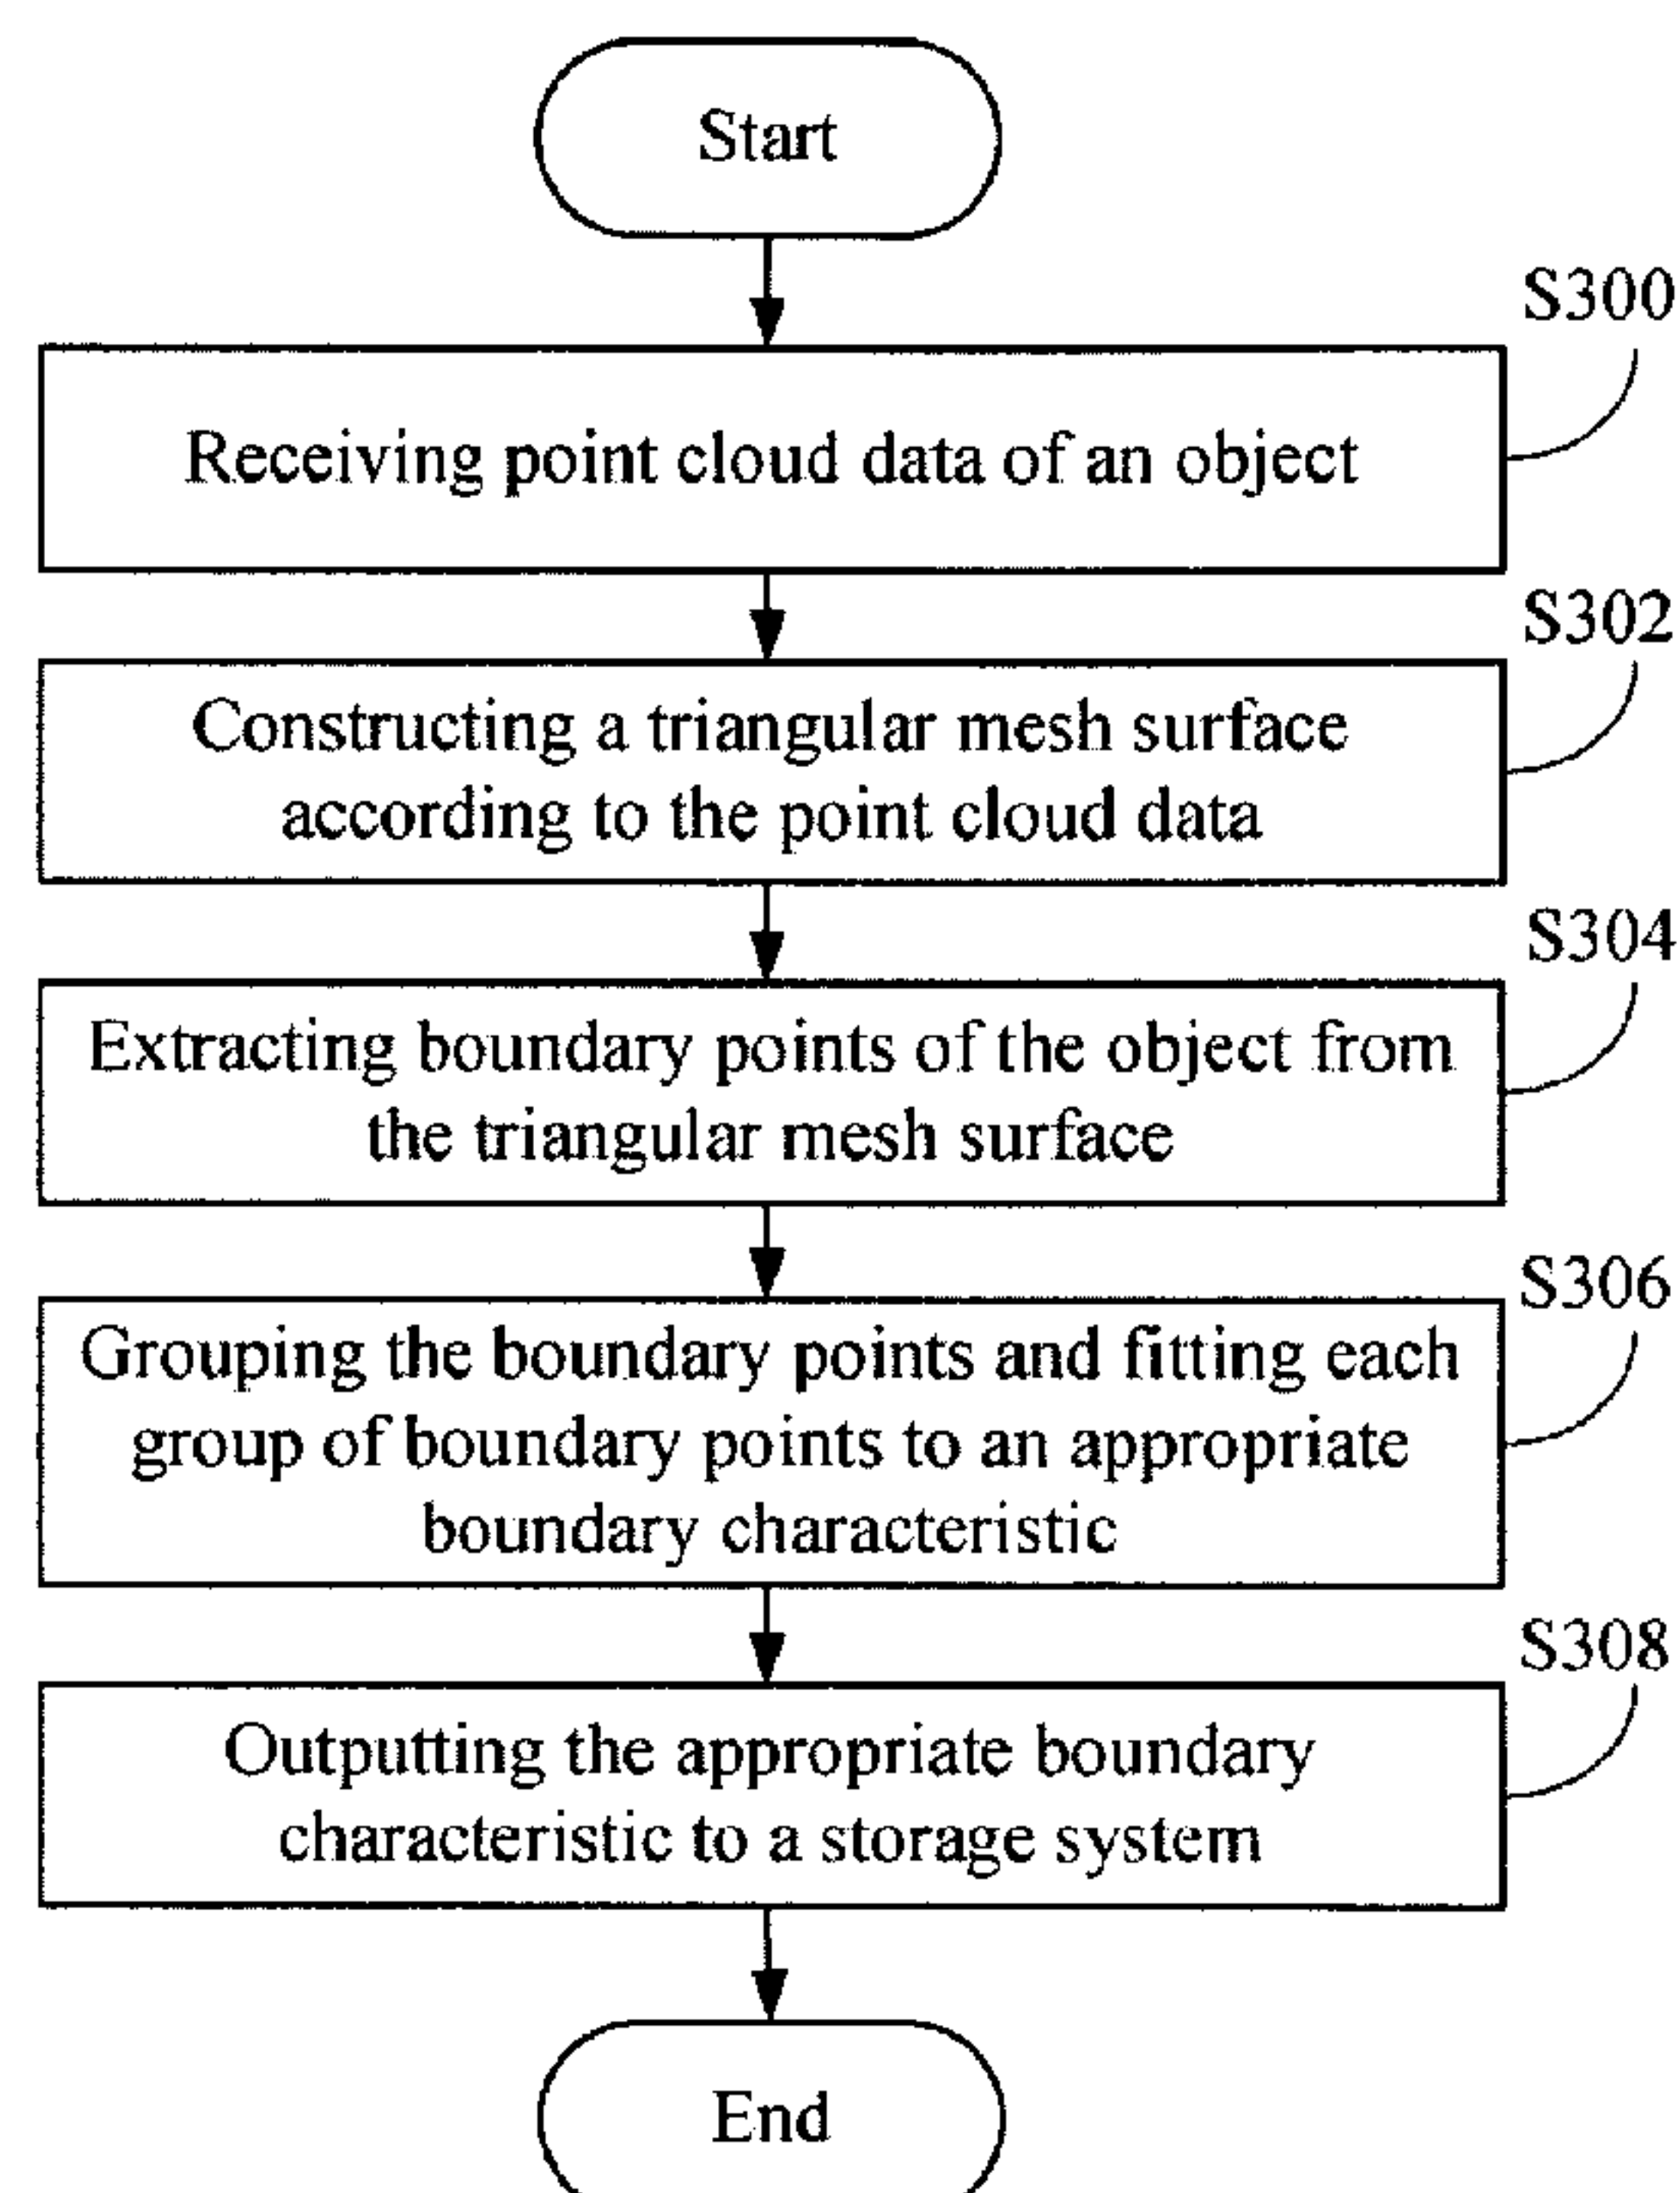 Start
S300
Receiving point cloud data of an object
S302
Constructing a triangular mesh surface
according to the point cloud data
S304
Extracting boundary points of the object from
the triangular mesh surface
S306
Grouping the boundary points and fitting each
group of boundary points to an appropriate
boundary characteristic
S308
Outputting the appropriate boundary
characteristic to a storage system
End